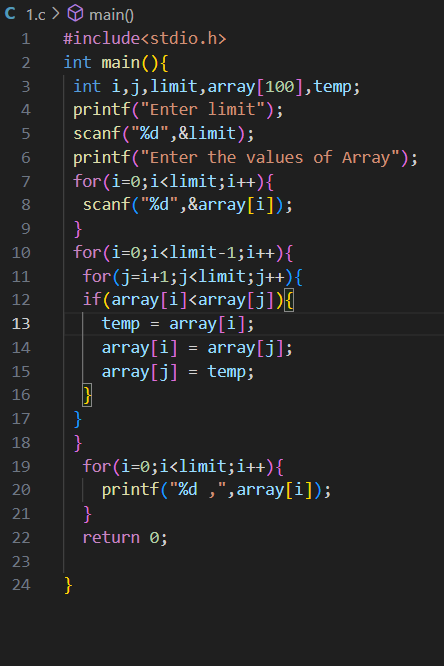 C 1.c > main()
1 #include<stdio.h>
2 int main(){
3 int i,j,limit,array[100],temp;
4 printf("Enter limit");
5 scanf("%d",&limit);
6 printf("Enter the values of Array");
7 for(i=0;i<limit;i++){
8 scanf("%d",&array[i]);
9 }
10 for(i=0;i<limit-1;i++){
11 for(j=i+1;j<limit;j++){
12 if(array[i]<array[j]){
13 temp = array[i];
14 array[i] = array[j];
15 array[j] = temp;
16 }
17 }
18 }
19 for(i=0;i<limit;i++){
20 printf("%d ,",array[i]);
21 }
22 return 0;
23
24 }